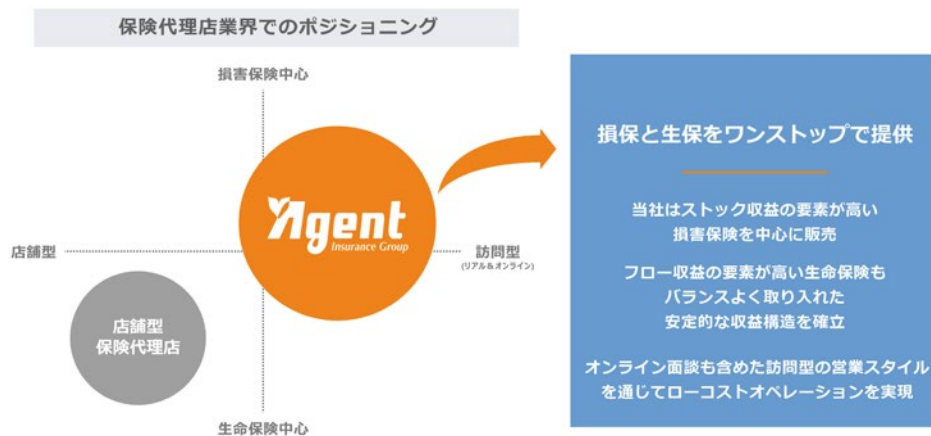 保険代理店業界でのポジショニング
損害保険中心
Agent
Insurance Group
店舗型
訪問型
(リアル&オンライン)
店舗型
保険代理店
生命保険中心
損保と生保をワンストップで提供
当社はストック収益の要素が高い
損害保険を中心に販売
フロー収益の要素が高い生命保険も
バランスよく取り入れた
安定的な収益構造を確立
オンライン面談も含めた訪問型の営業スタイル
を通じてローコストオペレーションを実現